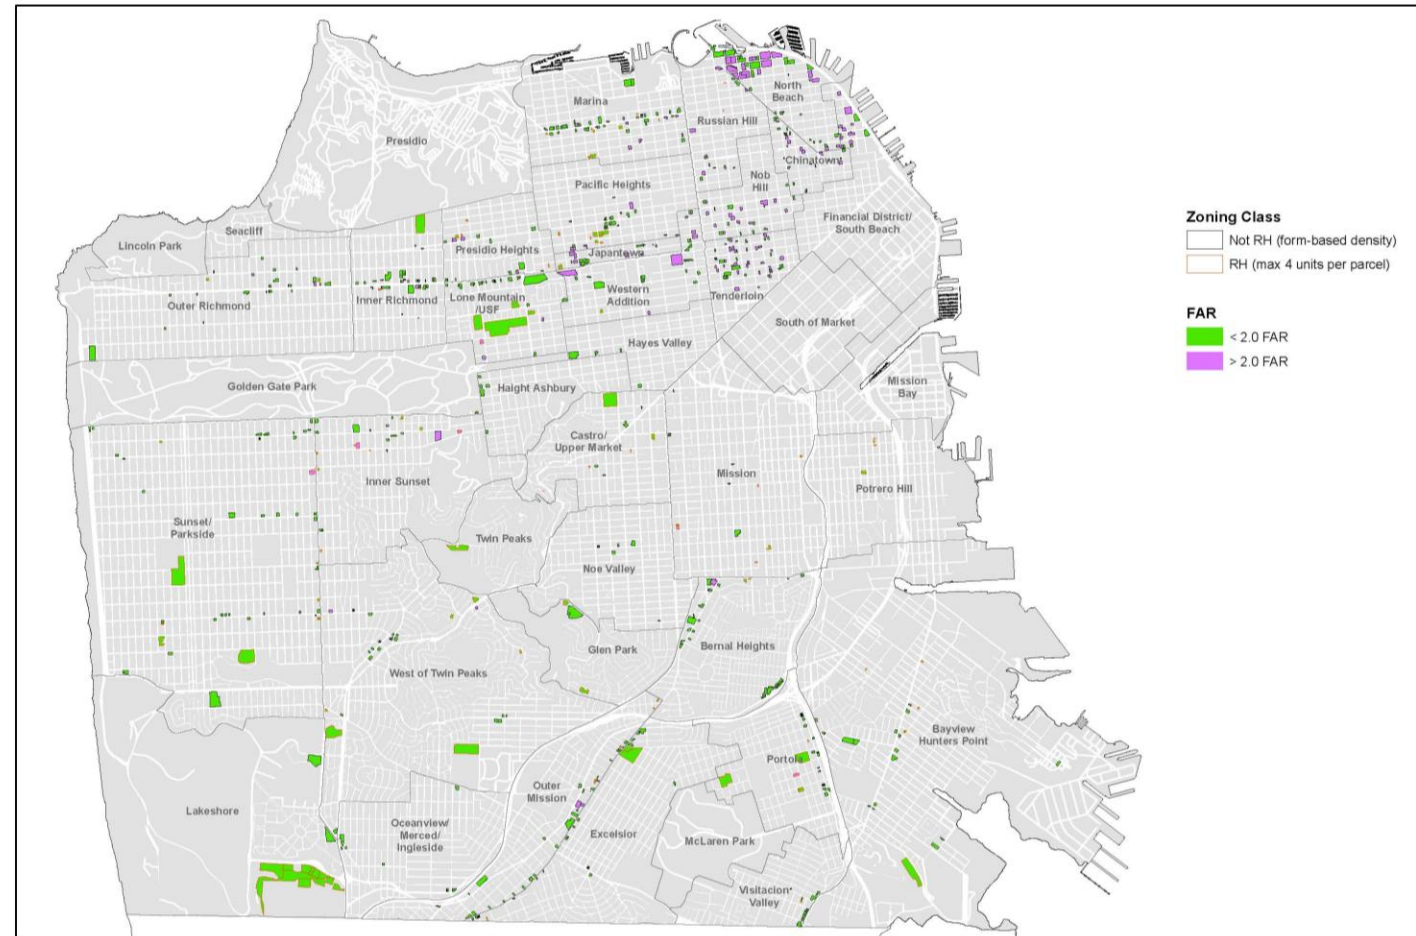 Marina
North
Beach
Russian Hill
Presidio
Chinatown
Nob
Hill
Pacific Heights
Financial District/
South Beach
Seacliff
Lincoln Park
Presidio Heights
Japantown
Outer Richmond
Inner Richmond
Lone Mountain
/USF
Western
Addition
Tenderloin
South of Market
Hayes Valley
Golden Gate Park
Haight Ashbury
Mission
Bay
Castro/
Upper Market
Mission
Inner Sunset
Potrero Hill
Sunset/
Parkside
Twin Peaks
Noe Valley
Glen Park
Bernal Heights
West of Twin Peaks
Bayview
Hunters Point
Portola
Outer
Mission
Lakeshore
Oceanview/
Merced/
Ingleside
Excelsior
McLaren Park
Visitacion
Valley
Zoning Class
Not RH (form-based density)
RH (max 4 units per parcel)
FAR
< 2.0 FAR
> 2.0 FAR